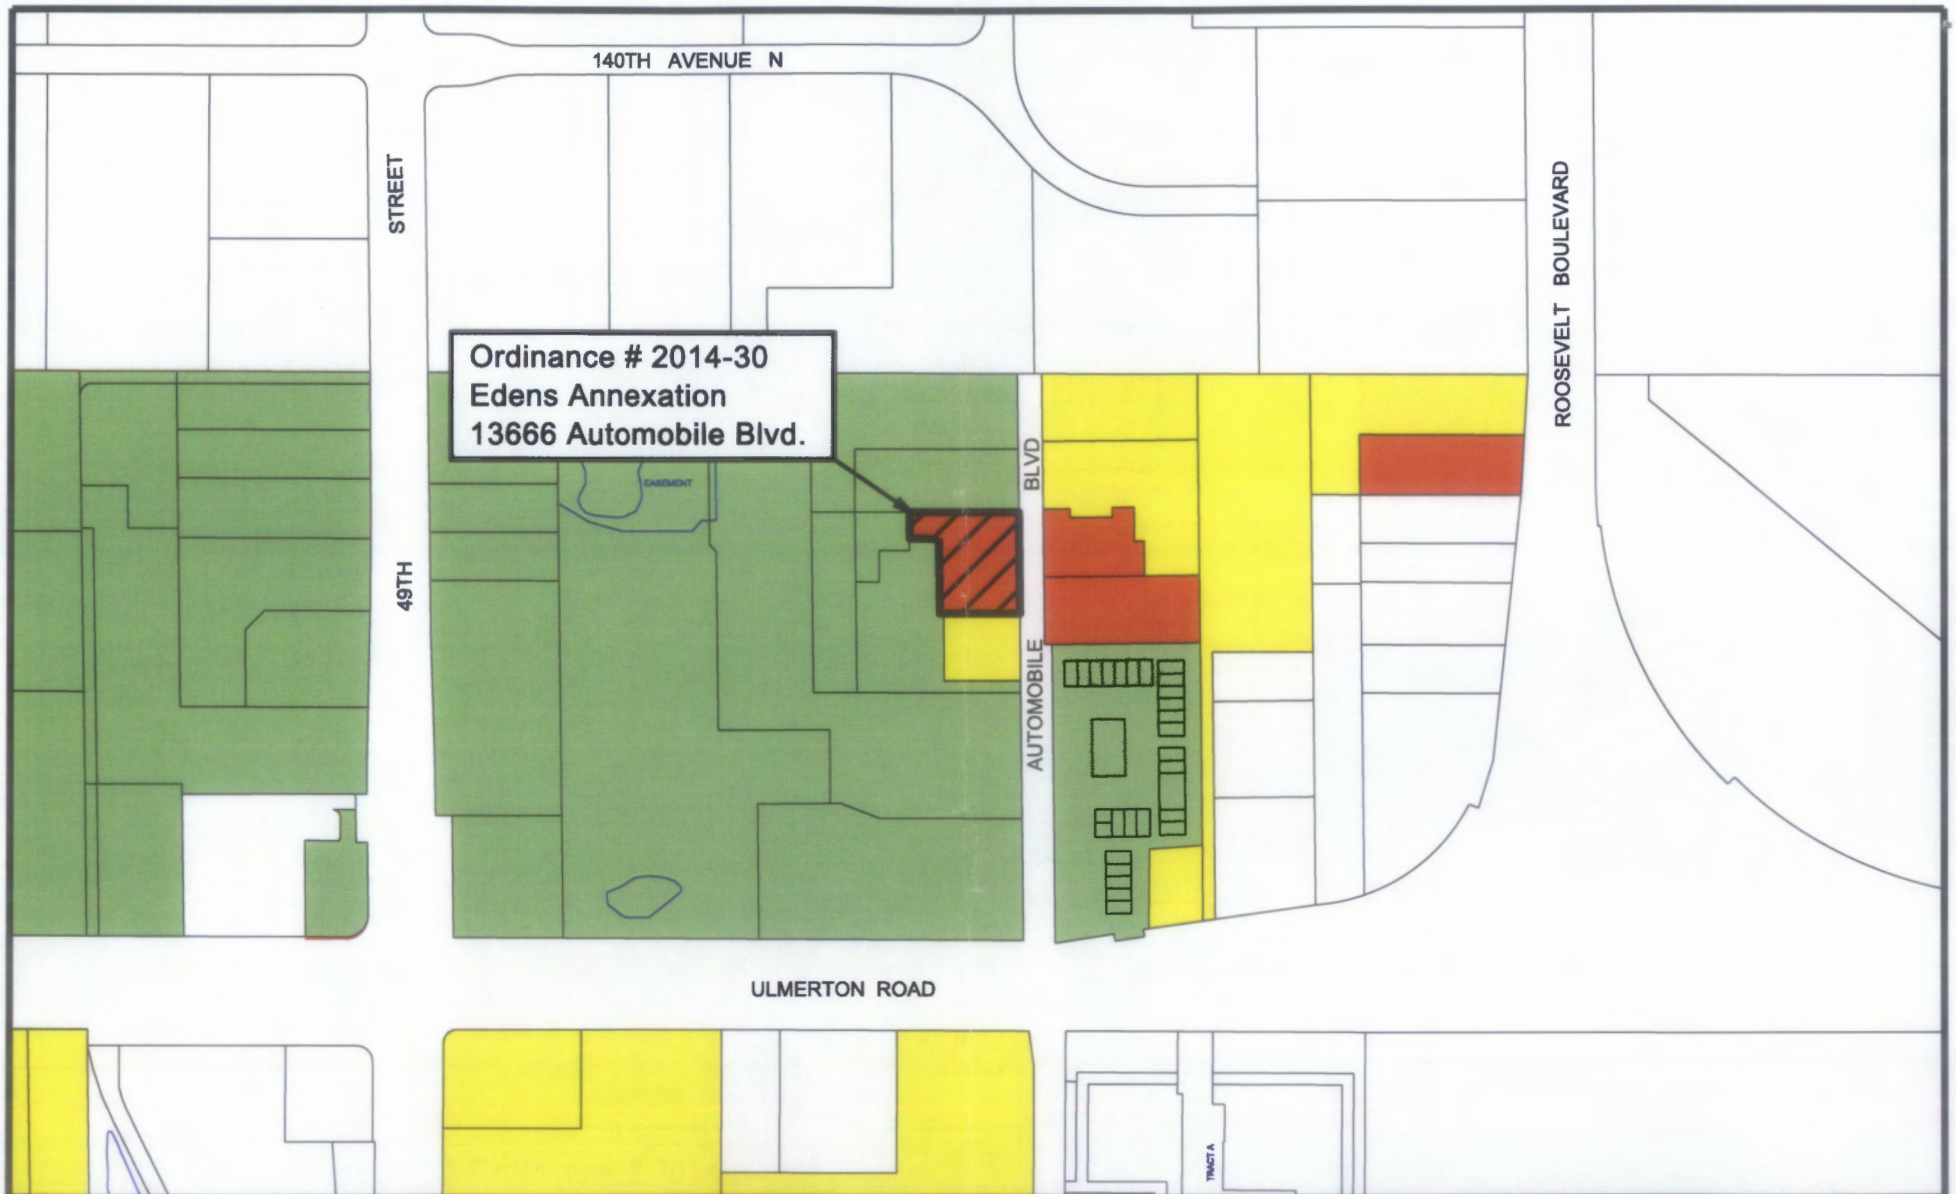 140TH AVENUE N
STREET
49TH
ROOSEVELT BOULEVARD
Ordinance # 2014-30
Edens Annexation
13666 Automobile Blvd.
EASEMENT
BLVD
AUTOMOBILE
ULMERTON ROAD
TRACT A